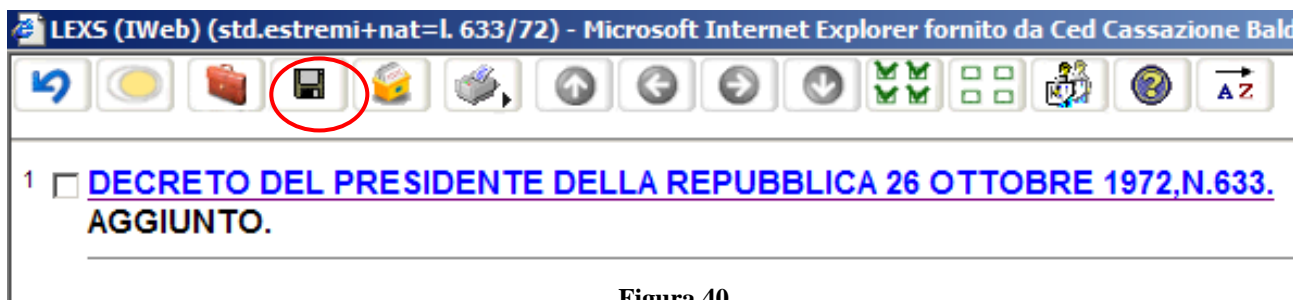 LEXS (IWeb) (std.estremi+nat=l. 633/72) - Microsoft Internet Explorer fornito da Ced Cassazione
A Z
1 DECRETO DEL PRESIDENTE DELLA REPUBBLICA 26 OTTOBRE 1972,N.633.
AGGIUNTO.
Figura 40